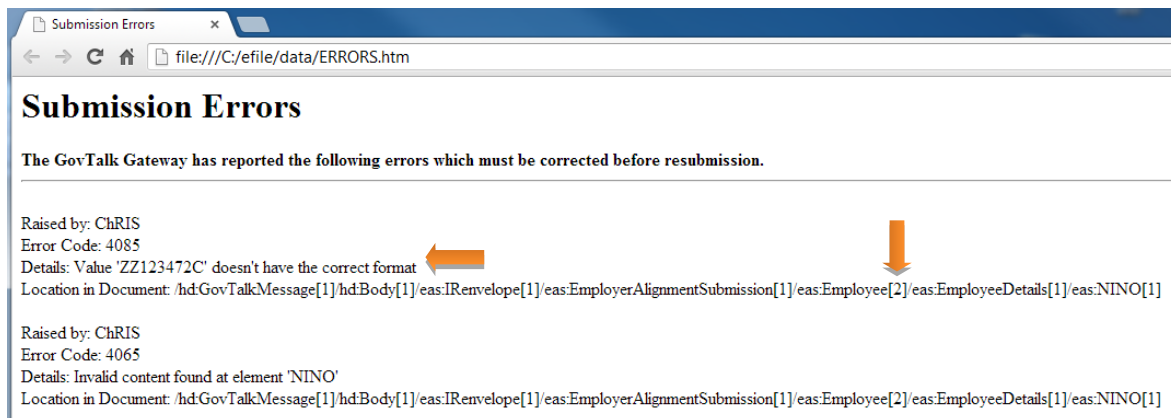 Submission Errors
file:///C:/efile/data/ERRORS.htm
Submission Errors
The GovTalk Gateway has reported the following errors which must be corrected before resubmission.
Raised by: ChRIS
Error Code: 4085
Details: Value 'ZZ123472C' doesn't have the correct format
Location in Document: /hd:GovTalkMessage[1]/hd:Body[1]/eas:IRenvelope[1]/eas:EmployerAlignmentSubmission[1]/eas:Employee[2]/eas:EmployeeDetails[1]/eas:NINO[1]
Raised by: ChRIS
Error Code: 4065
Details: Invalid content found at element 'NINO'
Location in Document: /hd:GovTalkMessage[1]/hd:Body[1]/eas:IRenvelope[1]/eas:EmployerAlignmentSubmission[1]/eas:Employee[2]/eas:EmployeeDetails[1]/eas:NINO[1]